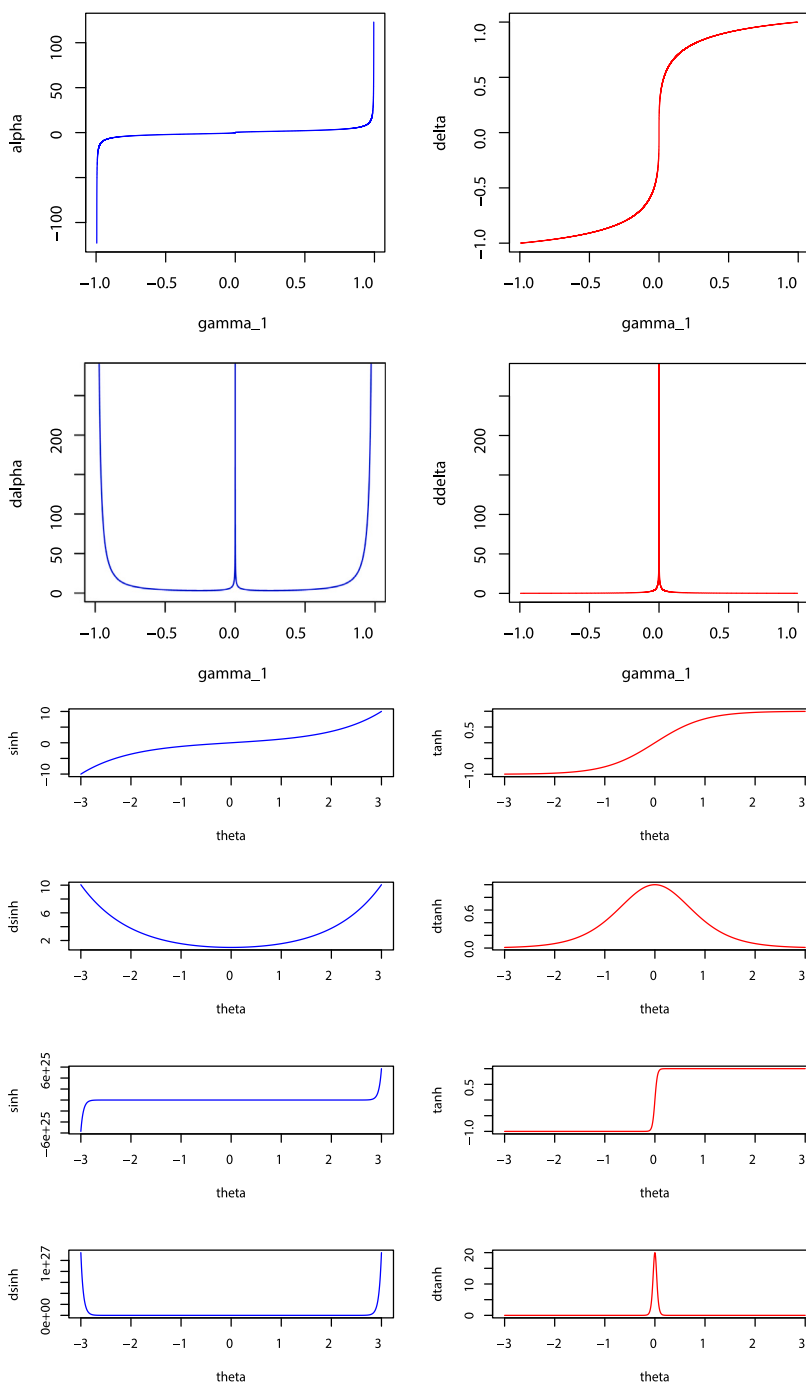 alpha
100
50
0
−100
−1.0 −0.5 0.0 0.5 1.0
gamma_1
delta
1.0
0.5
0.0
−0.5
−1.0
−1.0 −0.5 0.0 0.5 1.0
gamma_1
dalpha
200
100
50
0
−1.0 −0.5 0.0 0.5 1.0
gamma_1
ddelta
200
100
50
0
−1.0 −0.5 0.0 0.5 1.0
gamma_1
sinh
10
0
−10
−3 −2 −1 0 1 2 3
theta
tanh
0.5
−1.0
−3 −2 −1 0 1 2 3
theta
dsinh
10
6
2
−3 −2 −1 0 1 2 3
theta
dtanh
0.6
0.0
−3 −2 −1 0 1 2 3
theta
sinh
6e+25
−6e+25
−3 −2 −1 0 1 2 3
theta
tanh
0.5
−1.0
−3 −2 −1 0 1 2 3
theta
dsinh
1e+27
0e+00
−3 −2 −1 0 1 2 3
theta
dtanh
20
10
0
−3 −2 −1 0 1 2 3
theta